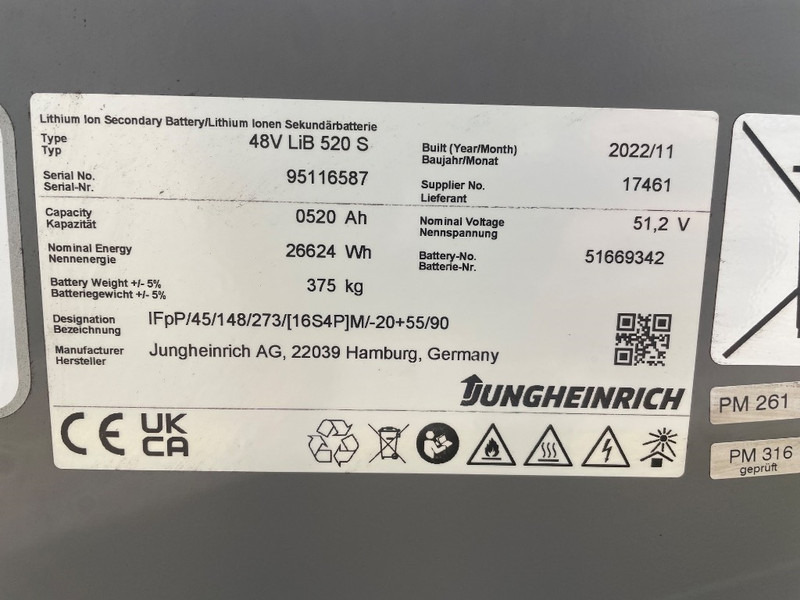 Lithium Ion Secondary Battery/Lithium Ionen Sekundärbatterie
Type
Typ
48V LiB 520 S
Built (Year/Month)
Baujahr/Monat
2022/11
Serial No.
Serial-Nr.
95116587
Supplier No.
Lieferant
17461
Capacity
Kapazität
0520 Ah
Nominal Voltage
Nennspannung
51,2 V
Nominal Energy
Nennenergie
26624 Wh
Battery-No.
Batterie-Nr.
51669342
Battery Weight +/- 5%
Batteriegewicht +/- 5%
375 kg
Designation
Bezeichnung
IFpP/45/148/273/[16S4P]M/-20+55/90
Manufacturer
Hersteller
Jungheinrich AG, 22039 Hamburg, Germany
JUNGHEINRICH
CE UK
CA
PM 261
PM 316
geprüft